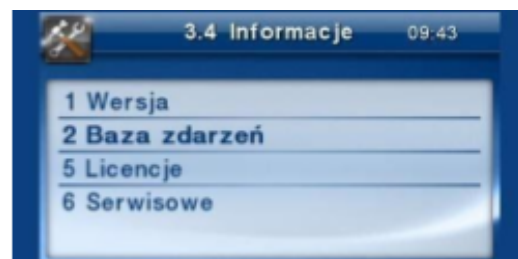 3.4 Informacje 09:43
1 Wersja
2 Baza zdarzeń
5 Licencje
6 Serwisowe